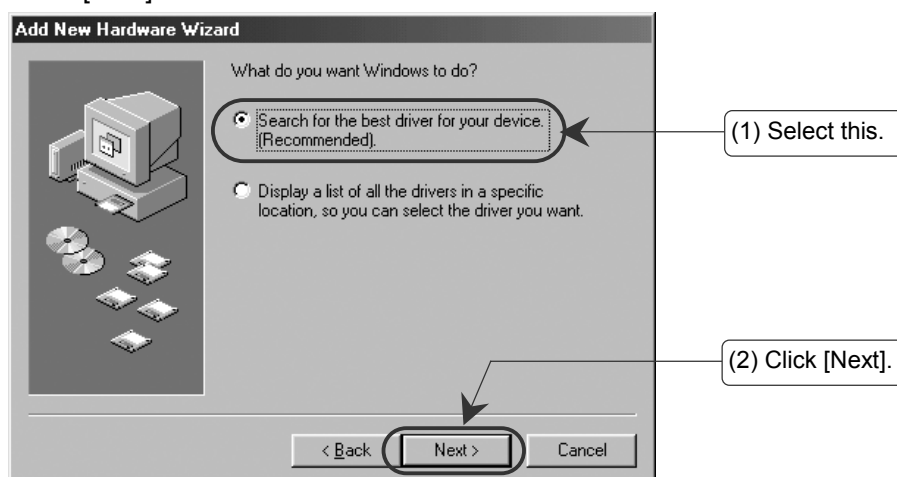 Add New Hardware Wizard
What do you want Windows to do?
Search for the best driver for your device.
(Recommended).
(1) Select this.
Display a list of all the drivers in a specific
location, so you can select the driver you want.
(2) Click [Next].
< Back
Next >
Cancel